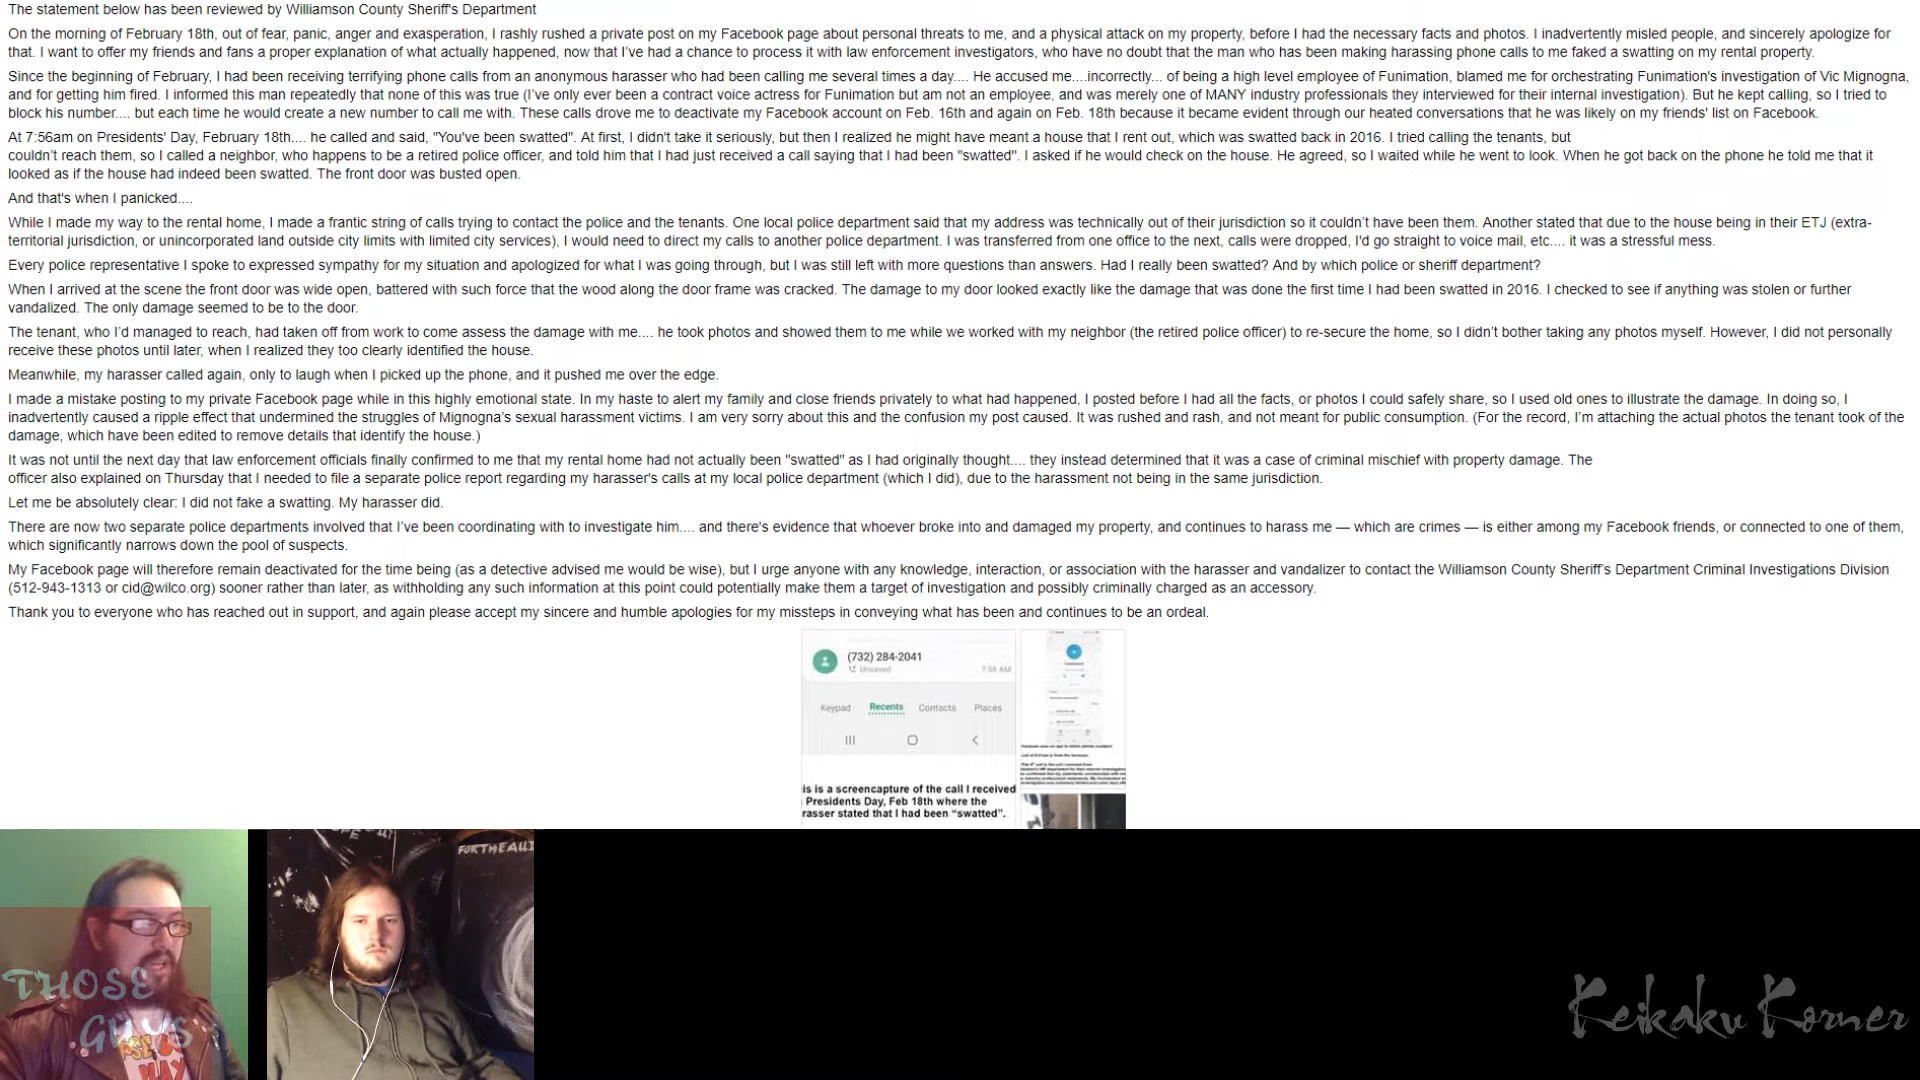 The statement below has been reviewed by Williamson County Sheriff's Department
On the morning of February 18th, out of fear, panic, anger and exasperation, I rashly rushed a private post on my Facebook page about personal threats to me, and a physical attack on my property, before I had the necessary facts and photos. I inadvertently misled people, and sincerely apologize for
that. I want to offer my friends and fans a proper explanation of what actually happened, now that I've had a chance to process it with law enforcement investigators, who have no doubt that the man who has been making harassing phone calls to me faked a swatting on my rental property.
Since the beginning of February, I had been receiving terrifying phone calls from an anonymous harasser who had been calling me several times a day.... He accused me....incorrectly... of being a high level employee of Funimation, blamed me for orchestrating Funimation's investigation of Vic Mignogna,
and for getting him fired. I informed this man repeatedly that none of this was true (I've only ever been a contract voice actress for Funimation but am not an employee, and was merely one of MANY industry professionals they interviewed for their internal investigation). But he kept calling, so I tried to
block his number.... but each time he would create a new number to call me with. These calls drove me to deactivate my Facebook account on Feb. 16th and again on Feb. 18th because it became evident through our heated conversations that he was likely on my friends' list on Facebook.
At 7:56am on Presidents' Day, February 18th.... he called and said, "You've been swatted". At first, I didn't take it seriously, but then I realized he might have meant a house that I rent out, which was swatted back in 2016. I tried calling the tenants, but
couldn't reach them, so I called a neighbor, who happens to be a retired police officer, and told him that I had just received a call saying that I had been "swatted". I asked if he would check on the house. He agreed, so I waited while he went to look. When he got back on the phone he told me that it
looked as if the house had indeed been swatted. The front door was busted open.
And that's when I panicked....
While I made my way to the rental home, I made a frantic string of calls trying to contact the police and the tenants. One local police department said that my address was technically out of their jurisdiction so it couldn't have been them. Another stated that due to the house being in their ETJ (extra-
territorial jurisdiction, or unincorporated land outside city limits with limited city services), I would need to direct my calls to another police department. I was transferred from one office to the next, calls were dropped, I'd go straight to voice mail, etc.... it was a stressful mess.
Every police representative I spoke to expressed sympathy for my situation and apologized for what I was going through, but I was still left with more questions than answers. Had I really been swatted? And by which police or sheriff department?
When I arrived at the scene the front door was wide open, battered with such force that the wood along the door frame was cracked. The damage to my door looked exactly like the damage that was done the first time I had been swatted in 2016. I checked to see if anything was stolen or further
vandalized. The only damage seemed to be to the door.
The tenant, who I'd managed to reach, had taken off from work to come assess the damage with me.... he took photos and showed them to me while we worked with my neighbor (the retired police officer) to re-secure the home, so I didn't bother taking any photos myself. However, I did not personally
receive these photos until later, when I realized they too clearly identified the house.
Meanwhile, my harasser called again, only to laugh when I picked up the phone, and it pushed me over the edge.
I made a mistake posting to my private Facebook page while in this highly emotional state. In my haste to alert my family and close friends privately to what had happened, I posted before I had all the facts, or photos I could safely share, so I used old ones to illustrate the damage. In doing so, I
inadvertently caused a ripple effect that undermined the struggles of Mignogna's sexual harassment victims. I am very sorry about this and the confusion my post caused. It was rushed and rash, and not meant for public consumption. (For the record, I'm attaching the actual photos the tenant took of the
damage, which have been edited to remove details that identify the house.)
It was not until the next day that law enforcement officials finally confirmed to me that my rental home had not actually been "swatted" as I had originally thought.... they instead determined that it was a case of criminal mischief with property damage. The
officer also explained on Thursday that I needed to file a separate police report regarding my harasser's calls at my local police department (which I did), due to the harassment not being in the same jurisdiction.
Let me be absolutely clear: I did not fake a swatting. My harasser did.
There are now two separate police departments involved that I've been coordinating with to investigate him.... and there's evidence that whoever broke into and damaged my property, and continues to harass me — which are crimes — is either among my Facebook friends, or connected to one of them,
which significantly narrows down the pool of suspects.
My Facebook page will therefore remain deactivated for the time being (as a detective advised me would be wise), but I urge anyone with any knowledge, interaction, or association with the harasser and vandalizer to contact the Williamson County Sheriff's Department Criminal Investigations Division
(512-943-1313 or cid@wilco.org) sooner rather than later, as withholding any such information at this point could potentially make them a target of investigation and possibly criminally charged as an accessory.
Thank you to everyone who has reached out in support, and again please accept my sincere and humble apologies for my missteps in conveying what has been and continues to be an ordeal.
(732) 284-2041
Unsaved 7:56 AM
Keypad Recents Contacts Places
is is a screencapture of the call I received
Presidents Day, Feb 18th where the
rasser stated that I had been "swatted".
FORTHEALLI
THOSE
GUYS
Keikaku Korner